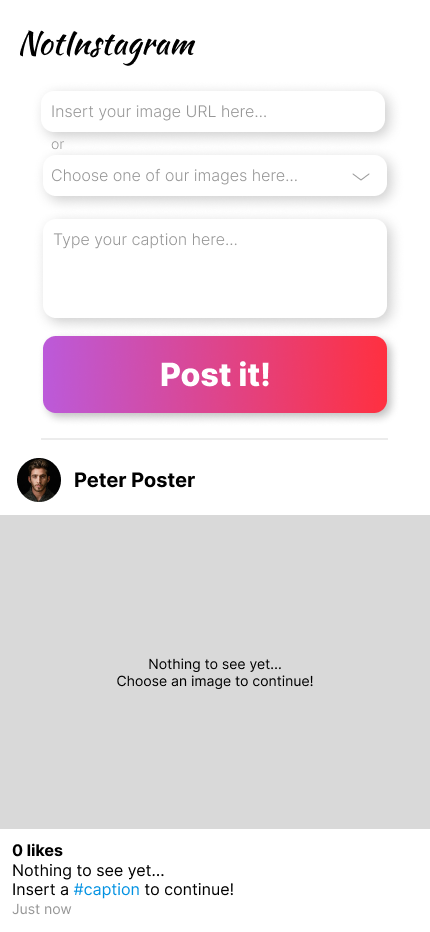 NotInstagram
Insert your image URL here...
or
Choose one of our images here...
Type your caption here...
Post it!
Peter Poster
Nothing to see yet...
Choose an image to continue!
0 likes
Nothing to see yet...
Insert a #caption to continue!
Just now